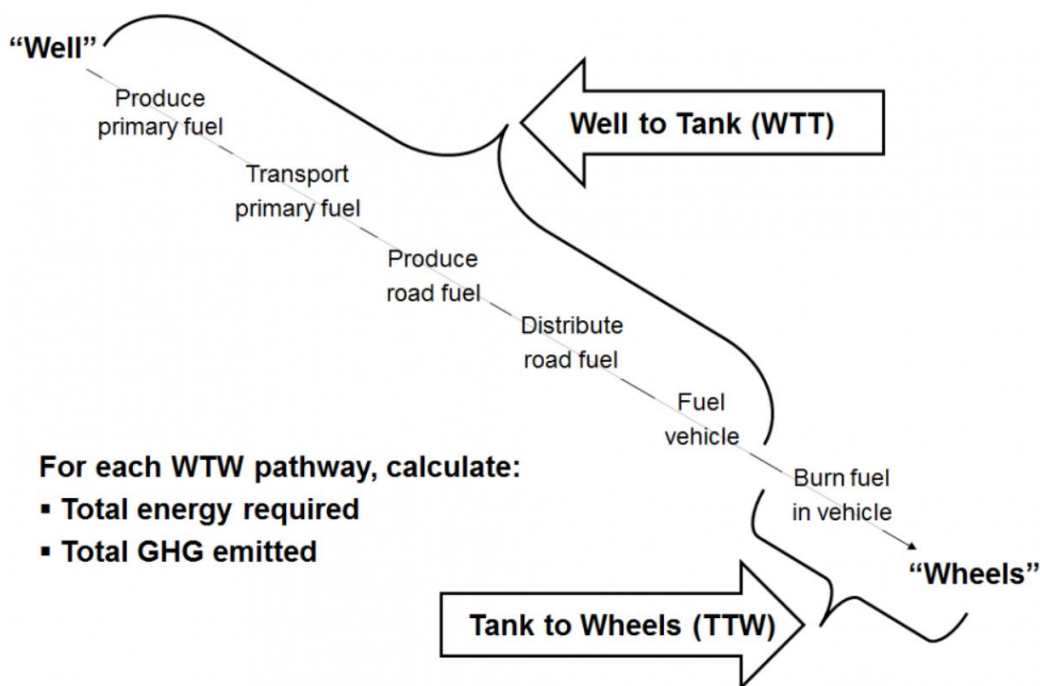 “Well”
Produce
primary fuel
Well to Tank (WTT)
Transport
primary fuel
Produce
road fuel
Distribute
road fuel
Fuel
vehicle
For each WTW pathway, calculate:
▪ Total energy required
▪ Total GHG emitted
Burn fuel
in vehicle
“Wheels”
Tank to Wheels (TTW)